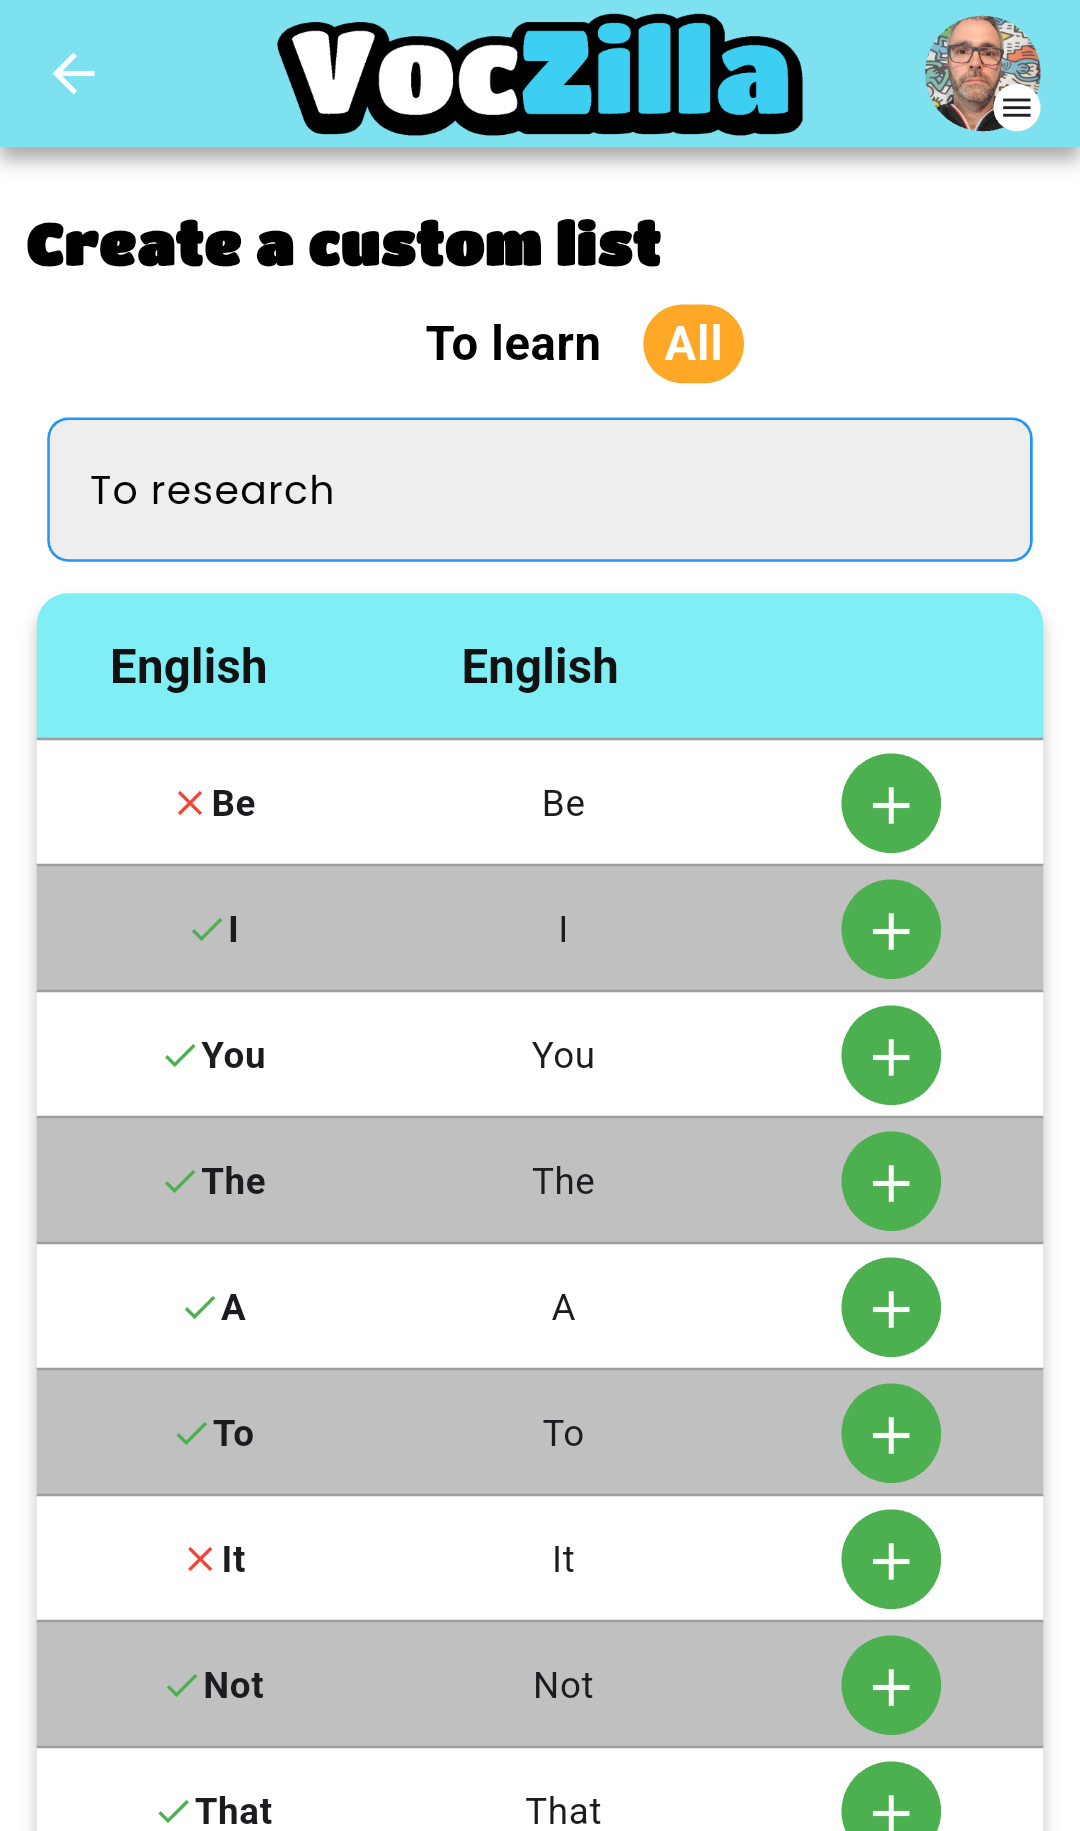 VocZilla
Create a custom list
To learn All
To research
English English
Be Be
I I
You You
The The
A A
To To
It It
Not Not
That That